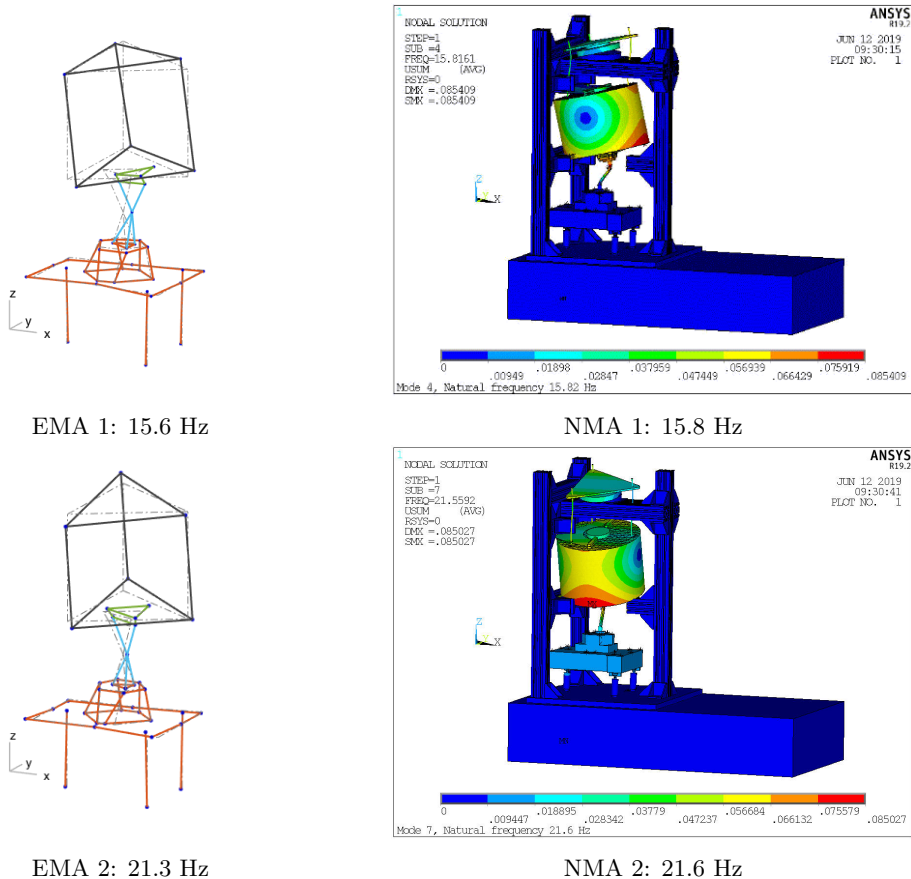 1
NODAL SOLUTION
STEP=1
SUB =4
FREQ=15.8161
USUM (AVG)
RSYS=0
DMX =.085409
SMX =.085409
ANSYS
R19.2
JUN 12 2019
09:30:15
PLOT NO. 1
z
y
x
Z
Y
X
0 .01898 .037959 .056939 .075919
.00949 .02847 .047449 .066429 .085409
Mode 4, Natural frequency 15.82 Hz
EMA 1: 15.6 Hz
NMA 1: 15.8 Hz
1
NODAL SOLUTION
STEP=1
SUB =7
FREQ=21.5592
USUM (AVG)
RSYS=0
DMX =.085027
SMX =.085027
ANSYS
R19.2
JUN 12 2019
09:30:41
PLOT NO. 1
z
y
x
Z
Y
X
0 .018895 .03779 .056684 .075579
.009447 .028342 .047237 .066132 .085027
Mode 7, Natural frequency 21.6 Hz
EMA 2: 21.3 Hz
NMA 2: 21.6 Hz